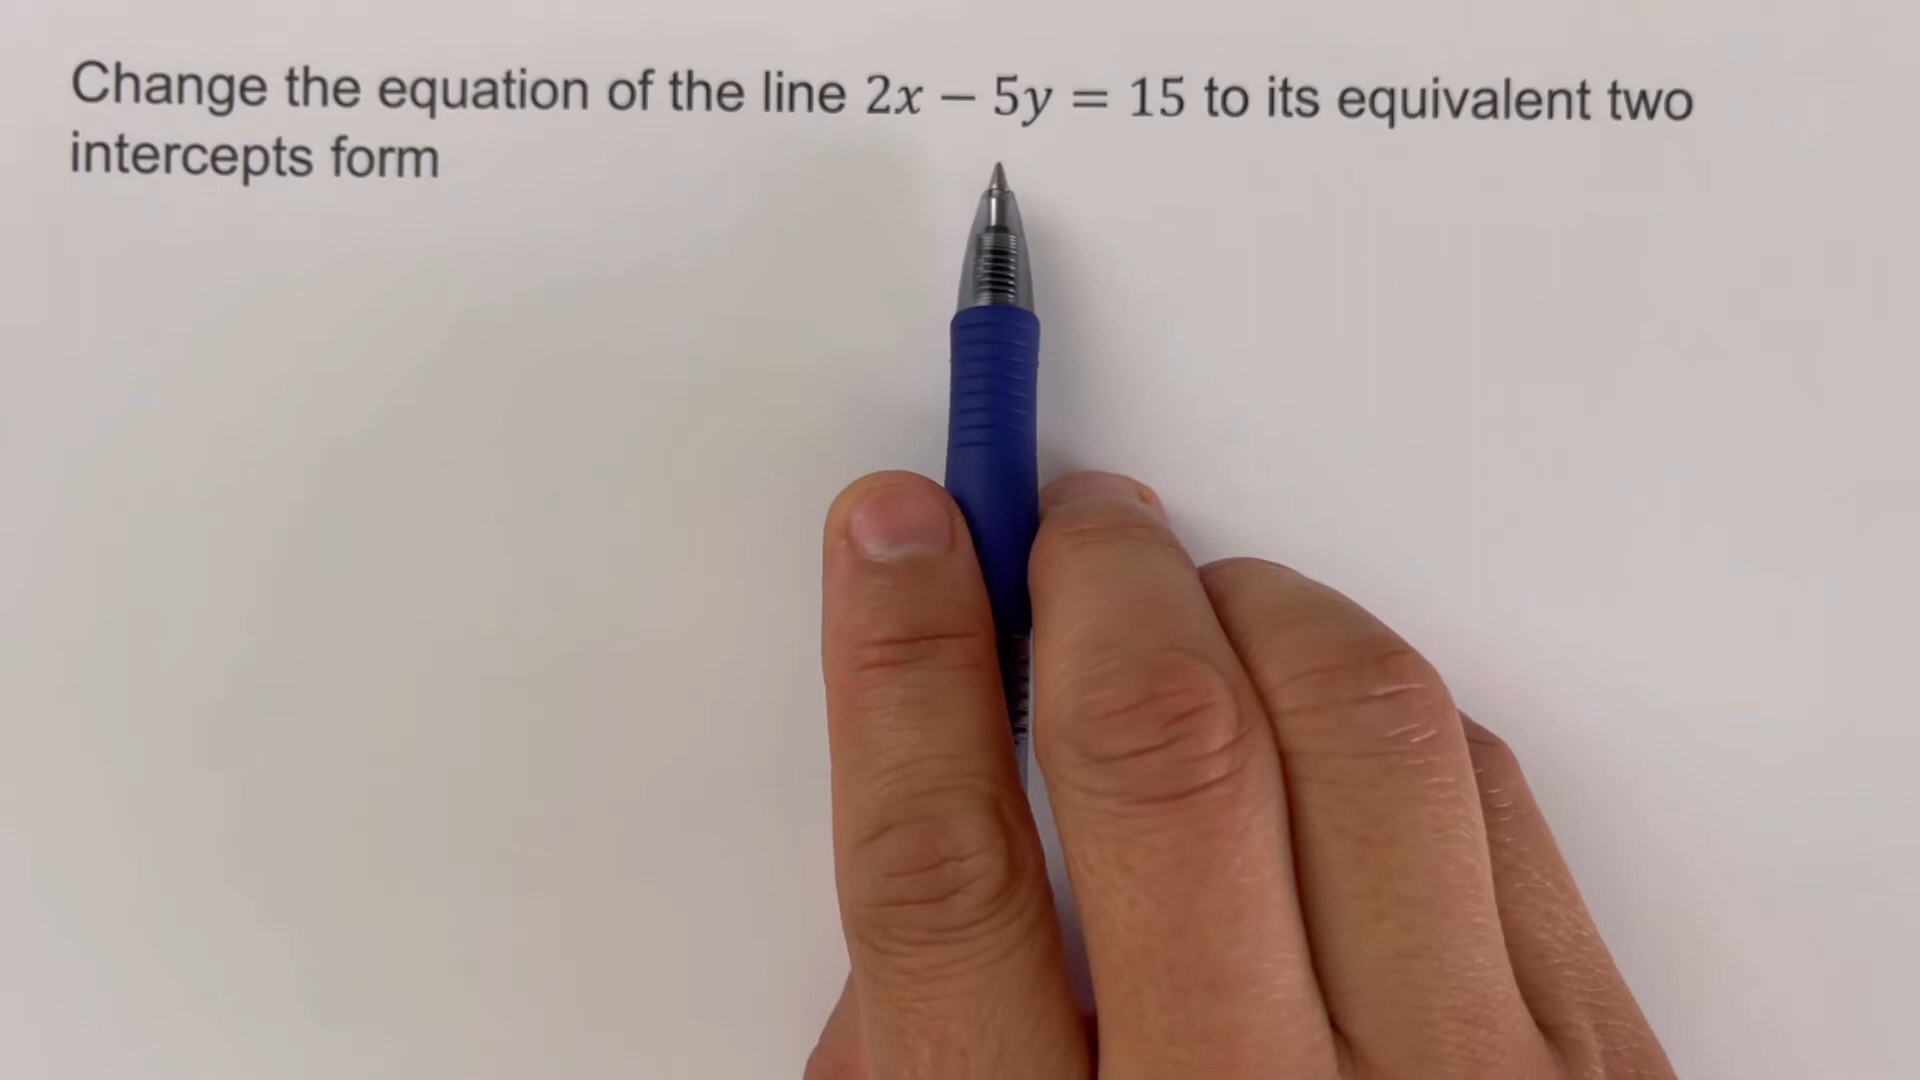 Change the equation of the line 2x − 5y = 15 to its equivalent two
intercepts form